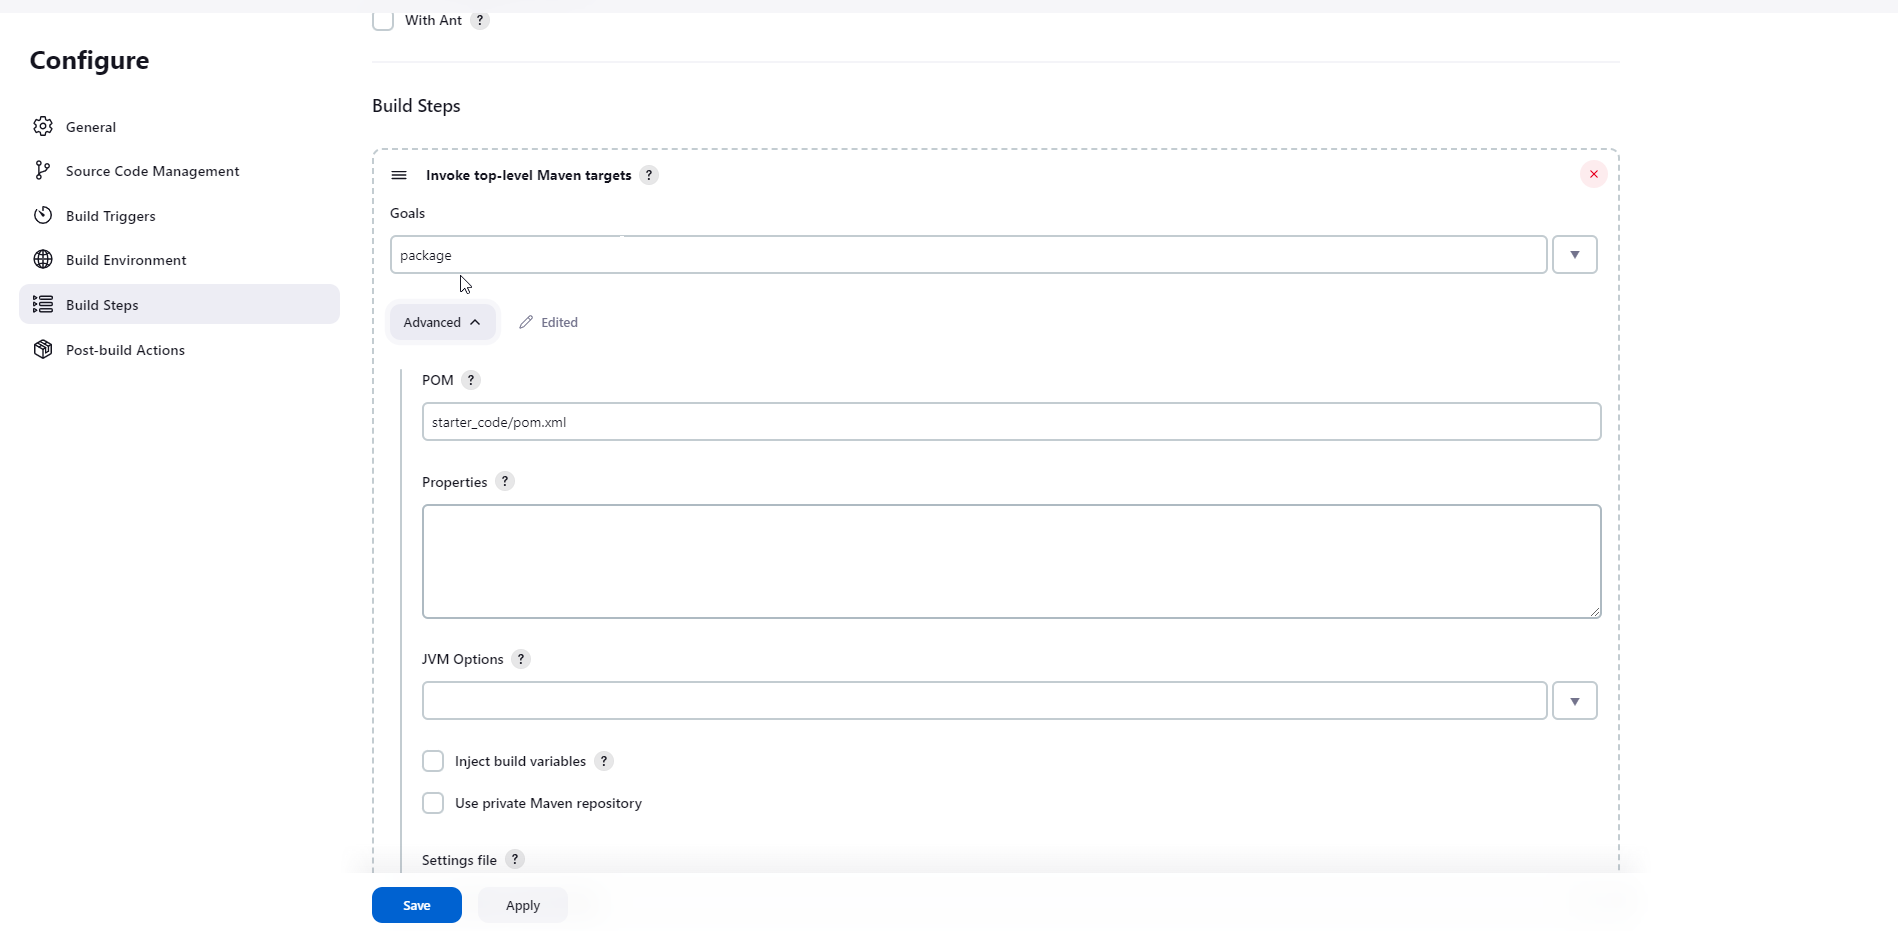 With Ant ?
Configure
General
Source Code Management
Build Triggers
Build Environment
Build Steps
Post-build Actions
Build Steps
Invoke top-level Maven targets ?
Goals
package
Advanced Edited
POM ?
starter_code/pom.xml
Properties ?
JVM Options ?
Inject build variables ?
Use private Maven repository
Settings file ?
Save Apply